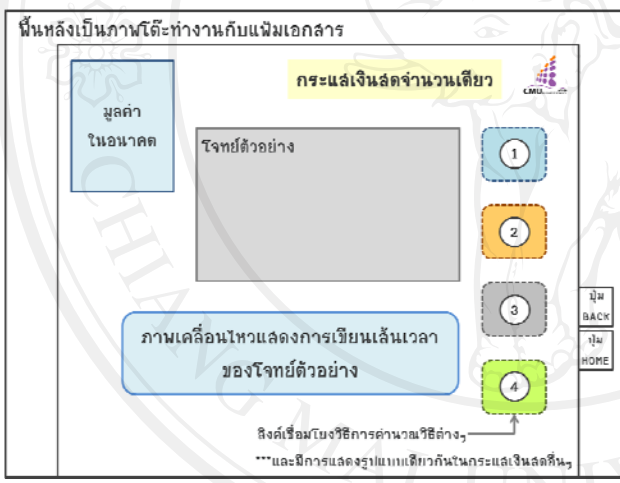 พื้นหลังเป็นภาพโต๊ะทำงานกับแฟ้มเอกสาร
กระแสเงินสดจำนวนเดียว
CMU
มูลค่า
ในอนาคต
โจทย์ตัวอย่าง
1
2
3
4
ปุ่ม
BACK
ปุ่ม
HOME
ภาพเคลื่อนไหวแสดงการเขียนเส้นเวลา
ของโจทย์ตัวอย่าง
ลิงค์เชื่อมโยงวิธีการคำนวณวิธีต่างๆ
***และมีการแสดงรูปแบบเดียวกันในกระแสเงินสดอื่นๆ
CHIANG MAI UNIV